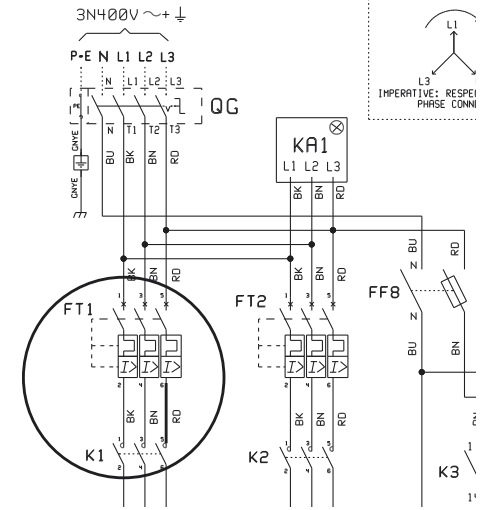 3N400V ~+
P-E N L1 L2 L3
N L1 L2 L3
PE
QG
N T1 T2 T3
GNYE BU BK BN RD
GNYE
KA1
L1 L2 L3
BK BN RD
L1
L3
IMPERATIVE: RESPE
PHASE CONN
BK BN RD
BU RD
N
FT1
1 3 5
FT2
1 3 5
FF8
N
I> I> I>
I> I> I>
2 4 6
2 4 6
BU BN
BK BN RD
BK BN RD
K1
1 3 5
2 4 6
K2
1 3 5
2 4 6
K3
1